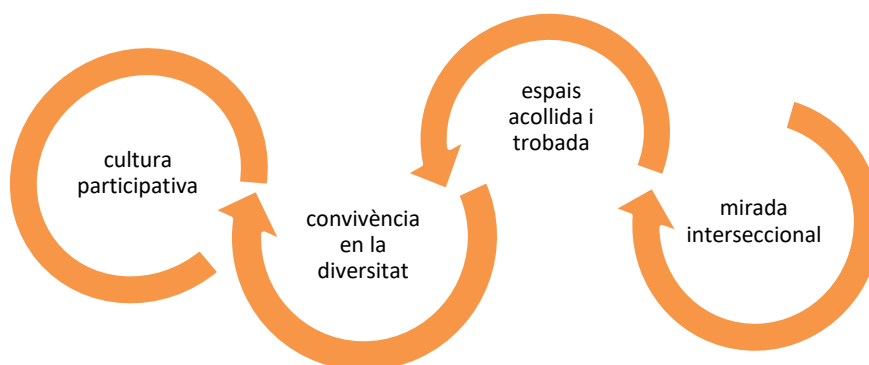 cultura
participativa
convivència
en la
diversitat
espais
acollida i
trobada
mirada
interseccional